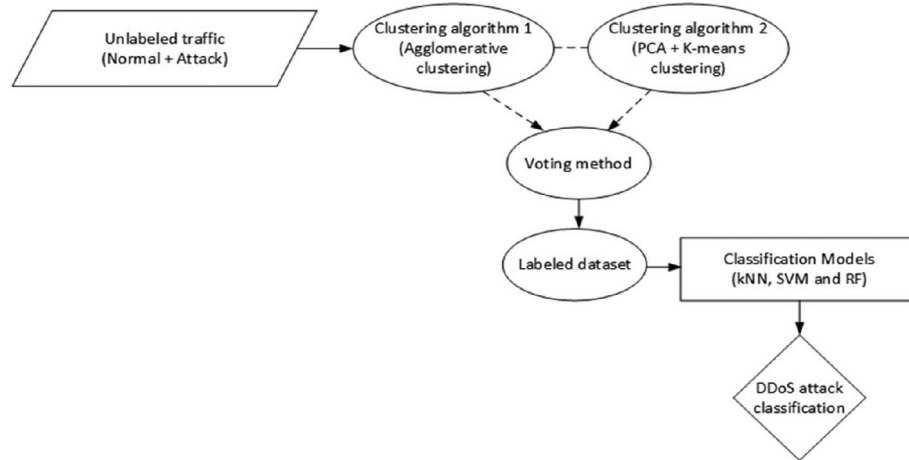 Unlabeled traffic
(Normal + Attack)
Clustering algorithm 1
(Agglomerative
clustering)
Clustering algorithm 2
(PCA + K-means
clustering)
Voting method
Labeled dataset
Classification Models
(kNN, SVM and RF)
DDoS attack
classification